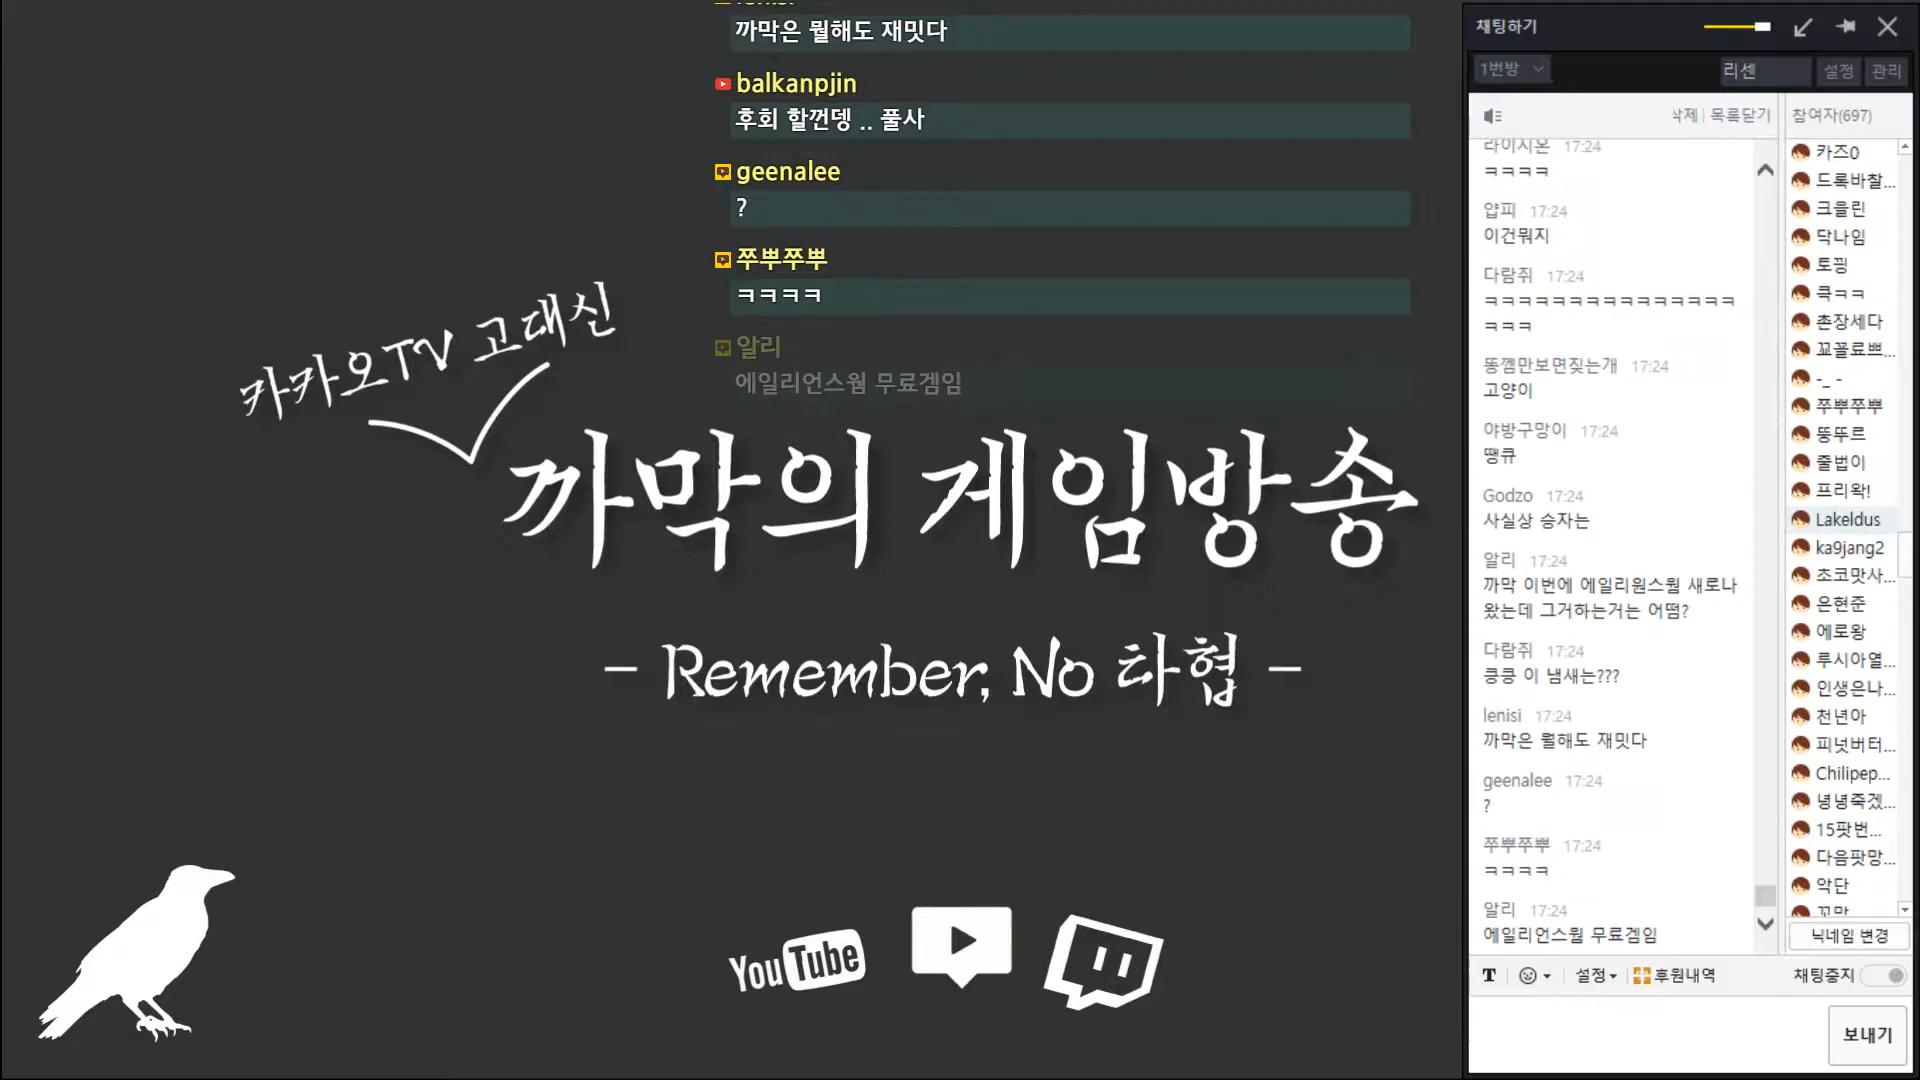 까막은 뭘해도 재밋다
balkanpjin
후회 할껀뎅 .. 풀사
geenalee
?
쭈뿌쭈뿌
ㅋㅋㅋㅋ
알리
에일리언스웜 무료겜임
카카오TV 고대신
까막의 게임방송
- Remember, No 타협 -
YouTube
채팅하기
1번방
리센
설정
관리
삭제 | 목록닫기
라이시온 17:24
ㅋㅋㅋㅋ
얍피 17:24
이건뭐지
다람쥐 17:24
ㅋㅋㅋㅋㅋㅋㅋㅋㅋㅋㅋㅋㅋㅋㅋ
ㅋㅋㅋ
똥껨만보면짖는개 17:24
고양이
야방구망이 17:24
땡큐
Godzo 17:24
사실상 승자는
알리 17:24
까막 이번에 에일리원스웜 새로나
왔는데 그거하는거는 어떰?
다람쥐 17:24
킁킁 이 냄새는???
lenisi 17:24
까막은 뭘해도 재밋다
geenalee 17:24
?
쭈뿌쭈뿌 17:24
ㅋㅋㅋㅋ
알리 17:24
에일리언스웜 무료겜임
참여자(697)
카즈0
드록바찰...
크을린
닥나임
토끵
큭ㅋㅋ
촌장세다
꼬꼴료쁘...
-_ -
쭈뿌쭈뿌
뚱뚜르
줄법이
프리왁!
Lakeldus
ka9jang2
초코맛사...
은현준
에로왕
루시아열...
인생은나...
천년아
피넛버터...
Chilipep...
녕녕죽겠...
15팟번...
다음팟망...
악단
꼬막
닉네임 변경
T
설정
후원내역
채팅중지
보내기